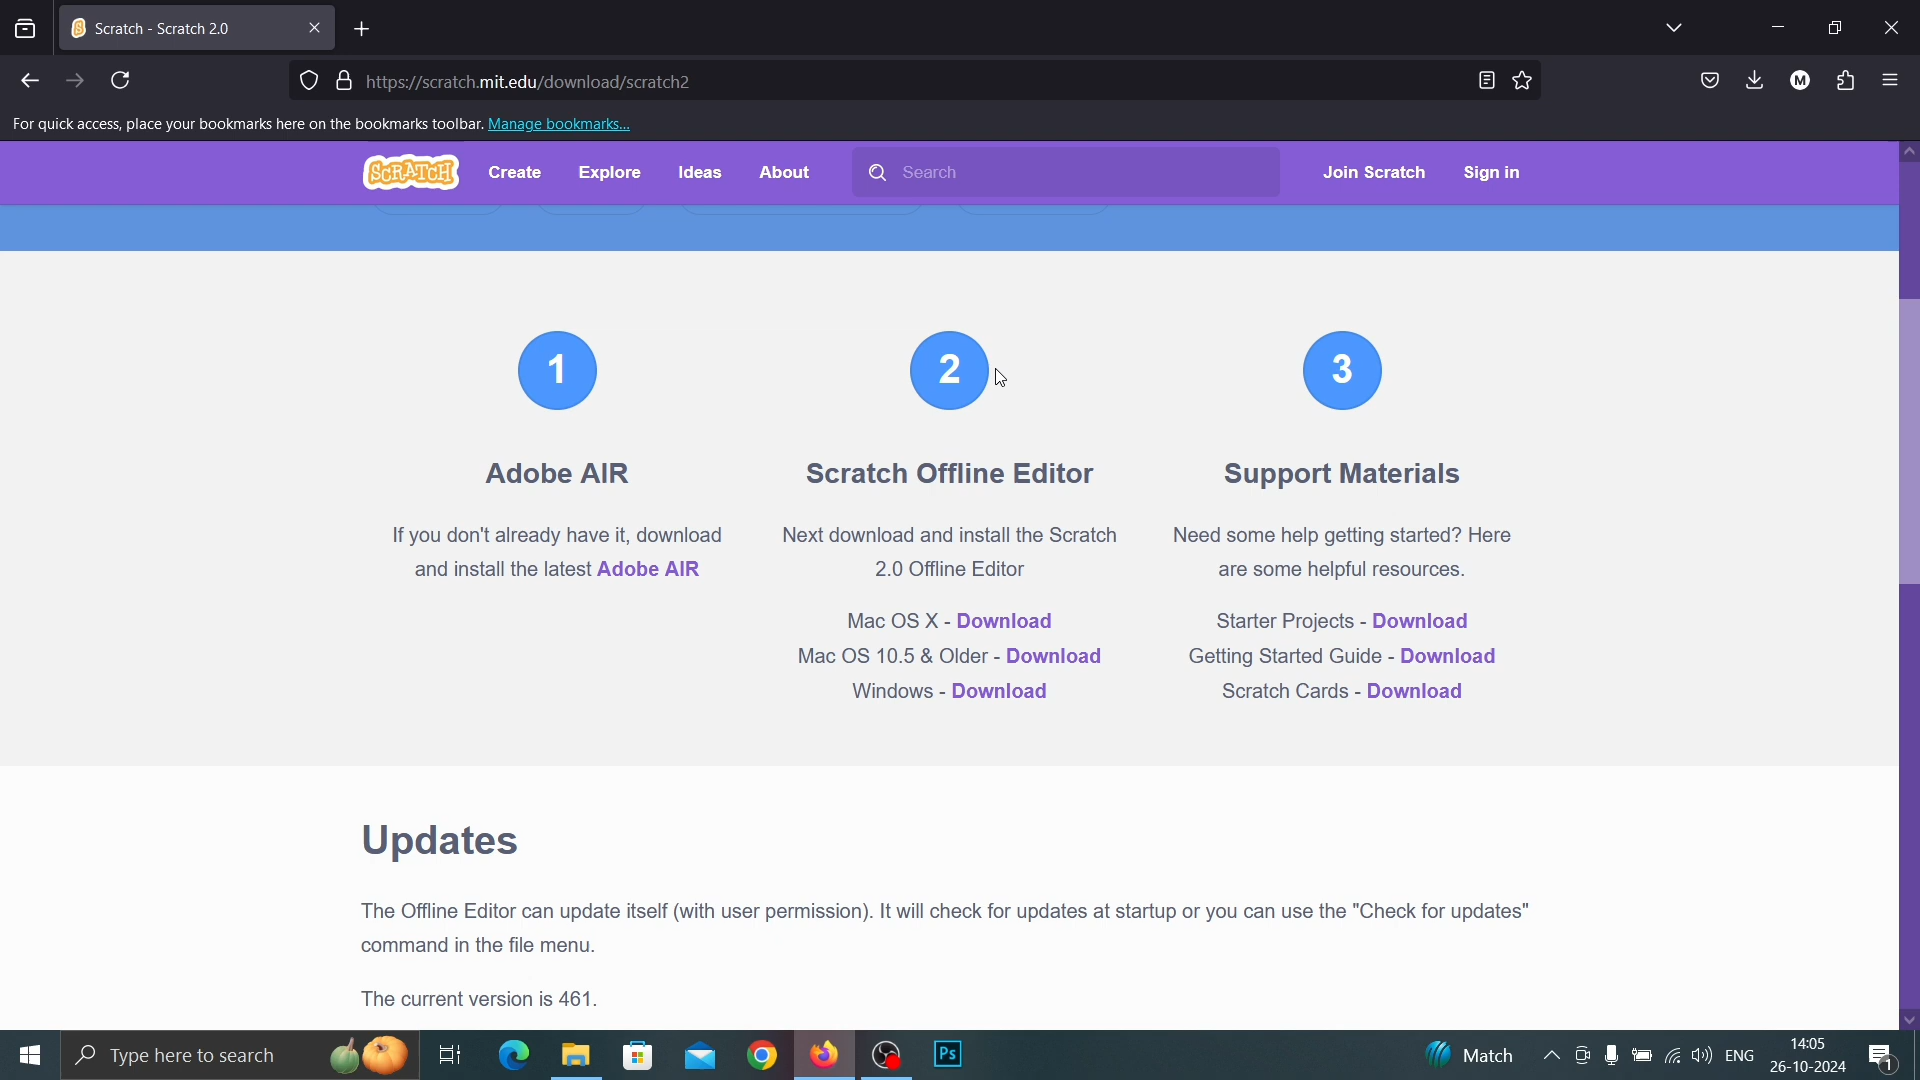 Scratch - Scratch 2.0
https://scratch.mit.edu/download/scratch2
M
For quick access, place your bookmarks here on the bookmarks toolbar. Manage bookmarks...
SCRATCH Create Explore Ideas About Search Join Scratch Sign in
1
Adobe AIR
If you don't already have it, download
and install the latest Adobe AIR
2
Scratch Offline Editor
Next download and install the Scratch
2.0 Offline Editor
Mac OS X - Download
Mac OS 10.5 & Older - Download
Windows - Download
3
Support Materials
Need some help getting started? Here
are some helpful resources.
Starter Projects - Download
Getting Started Guide - Download
Scratch Cards - Download
Updates
The Offline Editor can update itself (with user permission). It will check for updates at startup or you can use the "Check for updates"
command in the file menu.
The current version is 461.
Type here to search
Ps
Match
ENG
14:05
26-10-2024
1